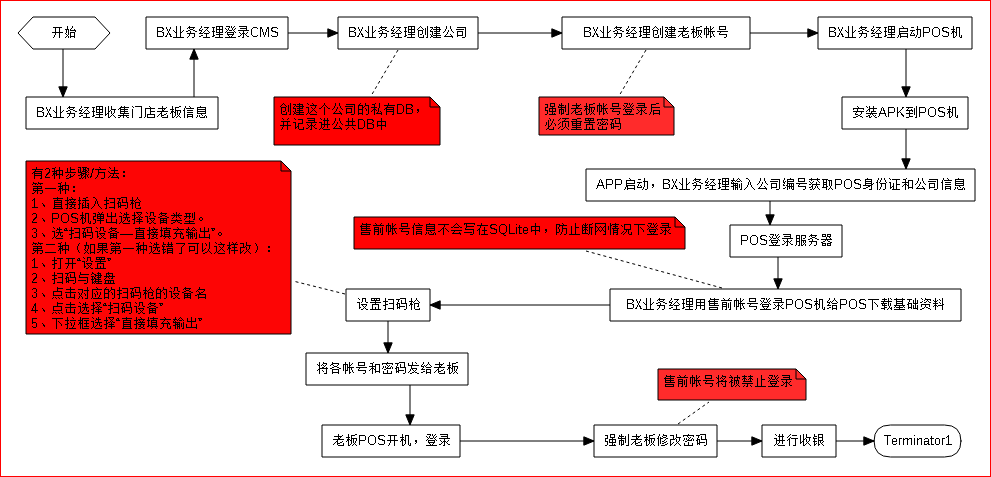 开始
BX业务经理登录CMS
BX业务经理创建公司
BX业务经理创建老板帐号
BX业务经理启动POS机
BX业务经理收集门店老板信息
创建这个公司的私有DB，
并记录进公共DB中
强制老板帐号登录后
必须重置密码
安装APK到POS机
有2种步骤/方法：
第一种：
1、直接插入扫码枪
2、POS机弹出选择设备类型。
3、选“扫码设备—直接填充输出”。
第二种（如果第一种选错了可以这样改）：
1、打开“设置”
2、扫码与键盘
3、点击对应的扫码枪的设备名
4、点击选择“扫码设备”
5、下拉框选择“直接填充输出”
APP启动，BX业务经理输入公司编号获取POS身份证和公司信息
售前帐号信息不会写在SQLite中，防止断网情况下登录
POS登录服务器
设置扫码枪
BX业务经理用售前帐号登录POS机给POS下载基础资料
将各帐号和密码发给老板
售前帐号将被禁止登录
老板POS开机，登录
强制老板修改密码
进行收银
Terminator1